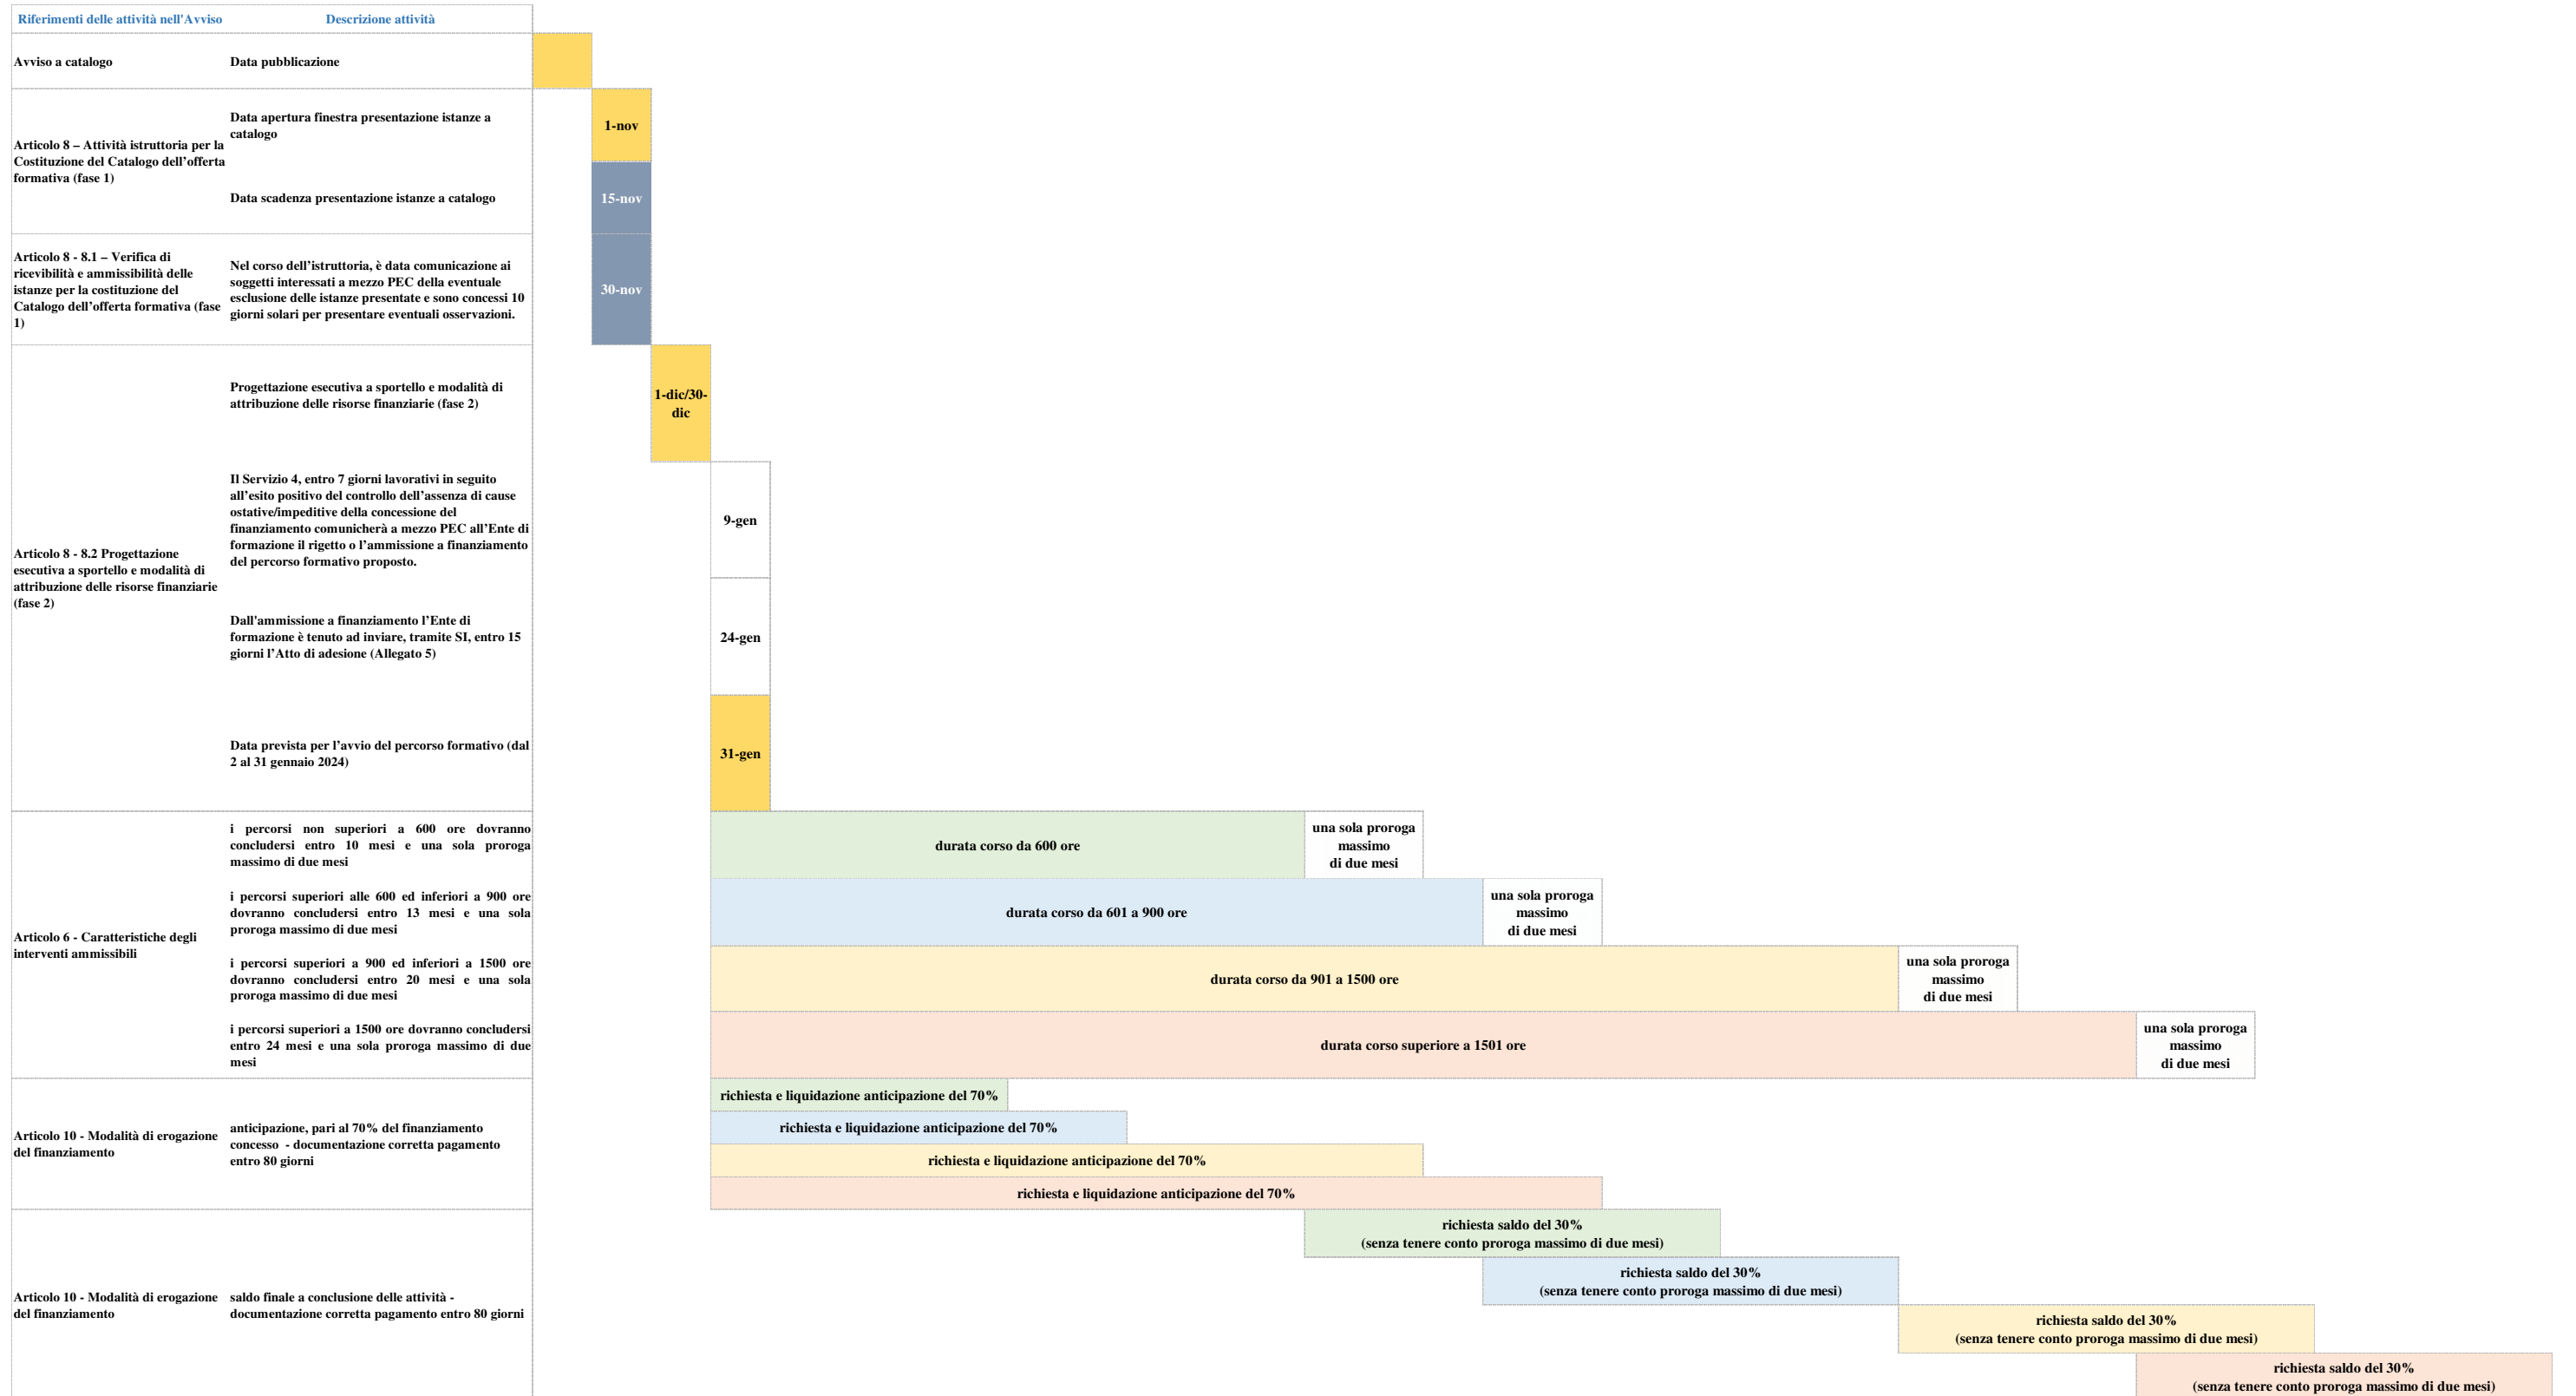 Riferimenti delle attività nell'Avviso
Descrizione attività
Avviso a catalogo
Data pubblicazione
Articolo 8 – Attività istruttoria per la
Costituzione del Catalogo dell’offerta
formativa (fase 1)
Data apertura finestra presentazione istanze a
catalogo
1-nov
Data scadenza presentazione istanze a catalogo
15-nov
Articolo 8 - 8.1 – Verifica di
ricevibilità e ammissibilità delle
istanze per la costituzione del
Catalogo dell’offerta formativa (fase
1)
Nel corso dell’istruttoria, è data comunicazione ai
soggetti interessati a mezzo PEC della eventuale
esclusione delle istanze presentate e sono concessi 10
giorni solari per presentare eventuali osservazioni.
30-nov
Articolo 8 - 8.2 Progettazione
esecutiva a sportello e modalità di
attribuzione delle risorse finanziarie
(fase 2)
Progettazione esecutiva a sportello e modalità di
attribuzione delle risorse finanziarie (fase 2)
1-dic/30-
dic
Il Servizio 4, entro 7 giorni lavorativi in seguito
all’esito positivo del controllo dell’assenza di cause
ostative/impeditive della concessione del
finanziamento comunicherà a mezzo PEC all’Ente di
formazione il rigetto o l’ammissione a finanziamento
del percorso formativo proposto.
9-gen
Dall'ammissione a finanziamento l’Ente di
formazione è tenuto ad inviare, tramite SI, entro 15
giorni l’Atto di adesione (Allegato 5)
24-gen
Data prevista per l’avvio del percorso formativo (dal
2 al 31 gennaio 2024)
31-gen
Articolo 6 - Caratteristiche degli
interventi ammissibili
i percorsi non superiori a 600 ore dovranno
concludersi entro 10 mesi e una sola proroga
massimo di due mesi
durata corso da 600 ore
una sola proroga
massimo
di due mesi
i percorsi superiori alle 600 ed inferiori a 900 ore
dovranno concludersi entro 13 mesi e una sola
proroga massimo di due mesi
durata corso da 601 a 900 ore
una sola proroga
massimo
di due mesi
i percorsi superiori a 900 ed inferiori a 1500 ore
dovranno concludersi entro 20 mesi e una sola
proroga massimo di due mesi
durata corso da 901 a 1500 ore
una sola proroga
massimo
di due mesi
i percorsi superiori a 1500 ore dovranno concludersi
entro 24 mesi e una sola proroga massimo di due
mesi
durata corso superiore a 1501 ore
una sola proroga
massimo
di due mesi
Articolo 10 - Modalità di erogazione
del finanziamento
anticipazione, pari al 70% del finanziamento
concesso - documentazione corretta pagamento
entro 80 giorni
richiesta e liquidazione anticipazione del 70%
richiesta e liquidazione anticipazione del 70%
richiesta e liquidazione anticipazione del 70%
richiesta e liquidazione anticipazione del 70%
Articolo 10 - Modalità di erogazione
del finanziamento
saldo finale a conclusione delle attività -
documentazione corretta pagamento entro 80 giorni
richiesta saldo del 30%
(senza tenere conto proroga massimo di due mesi)
richiesta saldo del 30%
(senza tenere conto proroga massimo di due mesi)
richiesta saldo del 30%
(senza tenere conto proroga massimo di due mesi)
richiesta saldo del 30%
(senza tenere conto proroga massimo di due mesi)